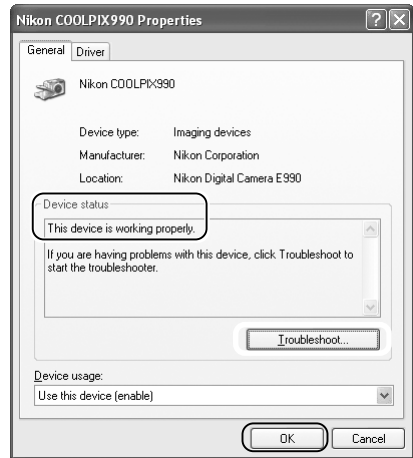 Nikon COOLPIX990 Properties
General Driver
Nikon COOLPIX990
Device type: Imaging devices
Manufacturer: Nikon Corporation
Location: Nikon Digital Camera E990
Device status
This device is working properly.
If you are having problems with this device, click Troubleshoot to
start the troubleshooter.
Troubleshoot...
Device usage:
Use this device (enable)
OK Cancel